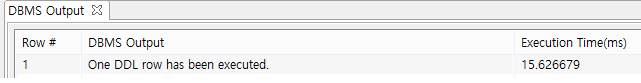 DBMS Output
Row # DBMS Output Execution Time(ms)
1 One DDL row has been executed. 15.626679